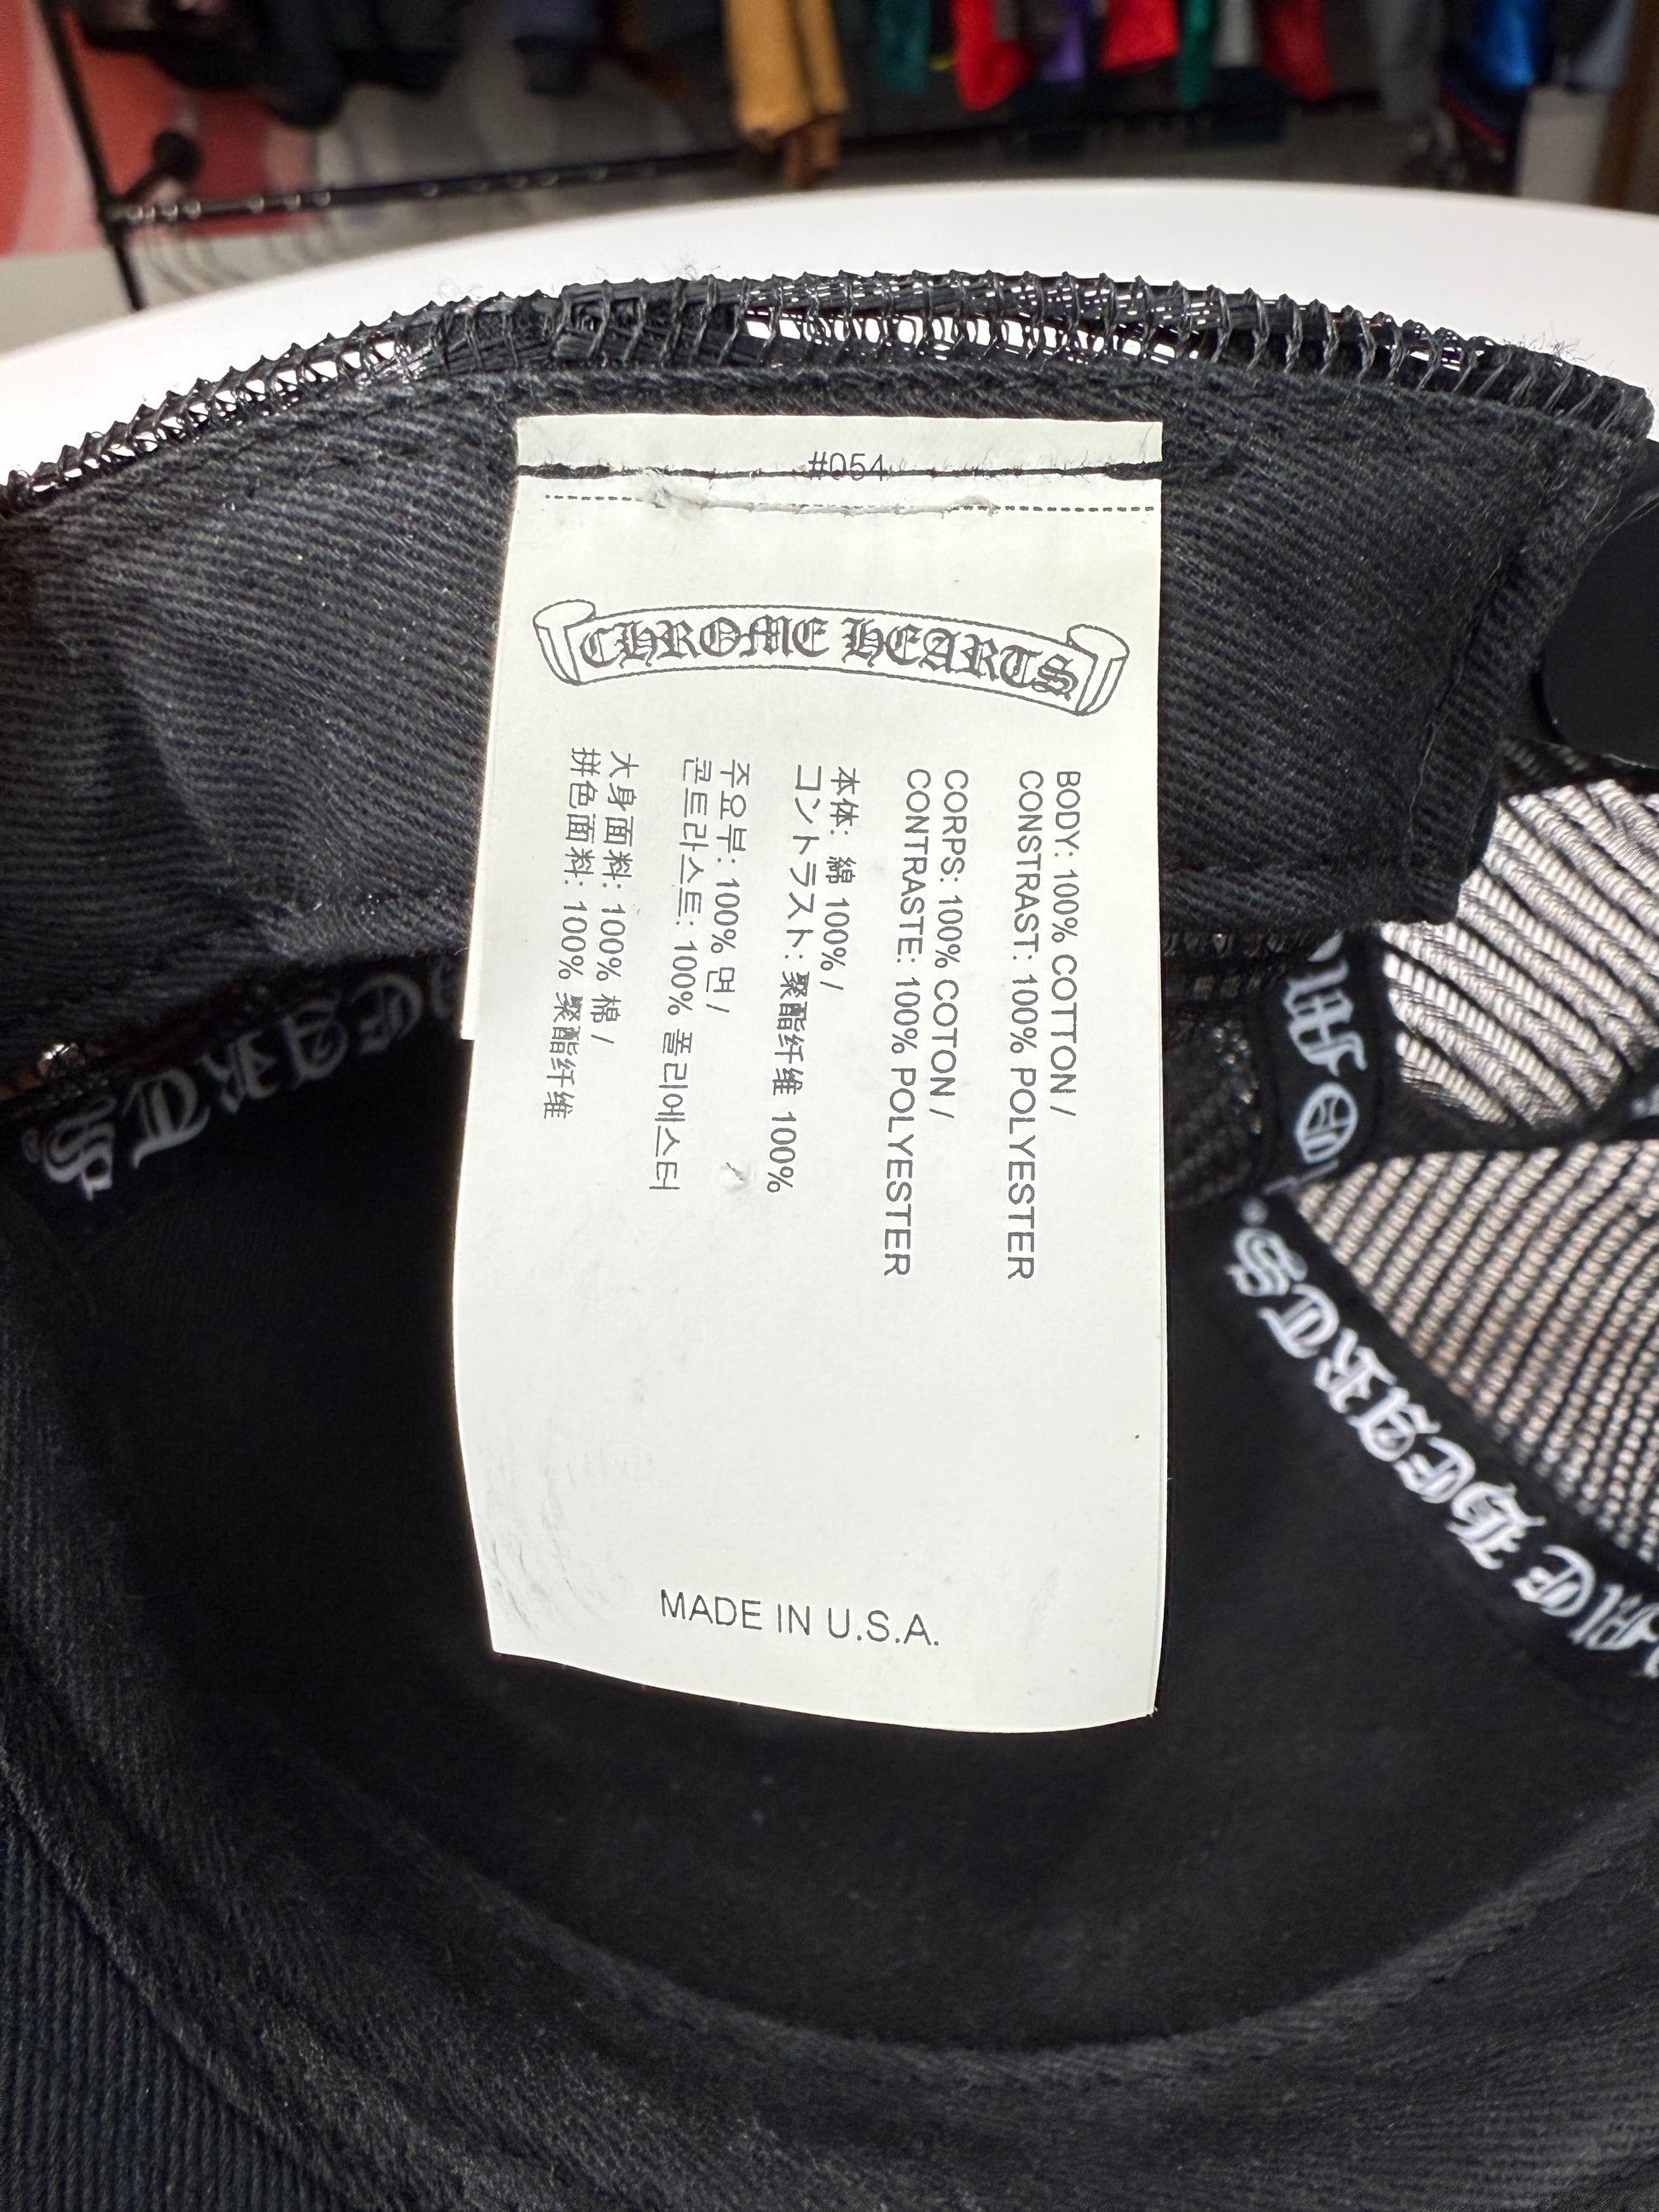 #054
CHROME HEARTS
BODY: 100% COTTON /
CONSTRAST: 100% POLYESTER
CORPS: 100% COTON /
CONTRASTE: 100% POLYESTER
本体: 綿 100% /
コントラスト: 聚酯纤维 100%
주요부: 100% 면 /
콘트라스트: 100% 폴리에스터
大身面料: 100% 棉 /
拼色面料: 100% 聚酯纤维
MADE IN U.S.A.
HEARTS
HEARTS